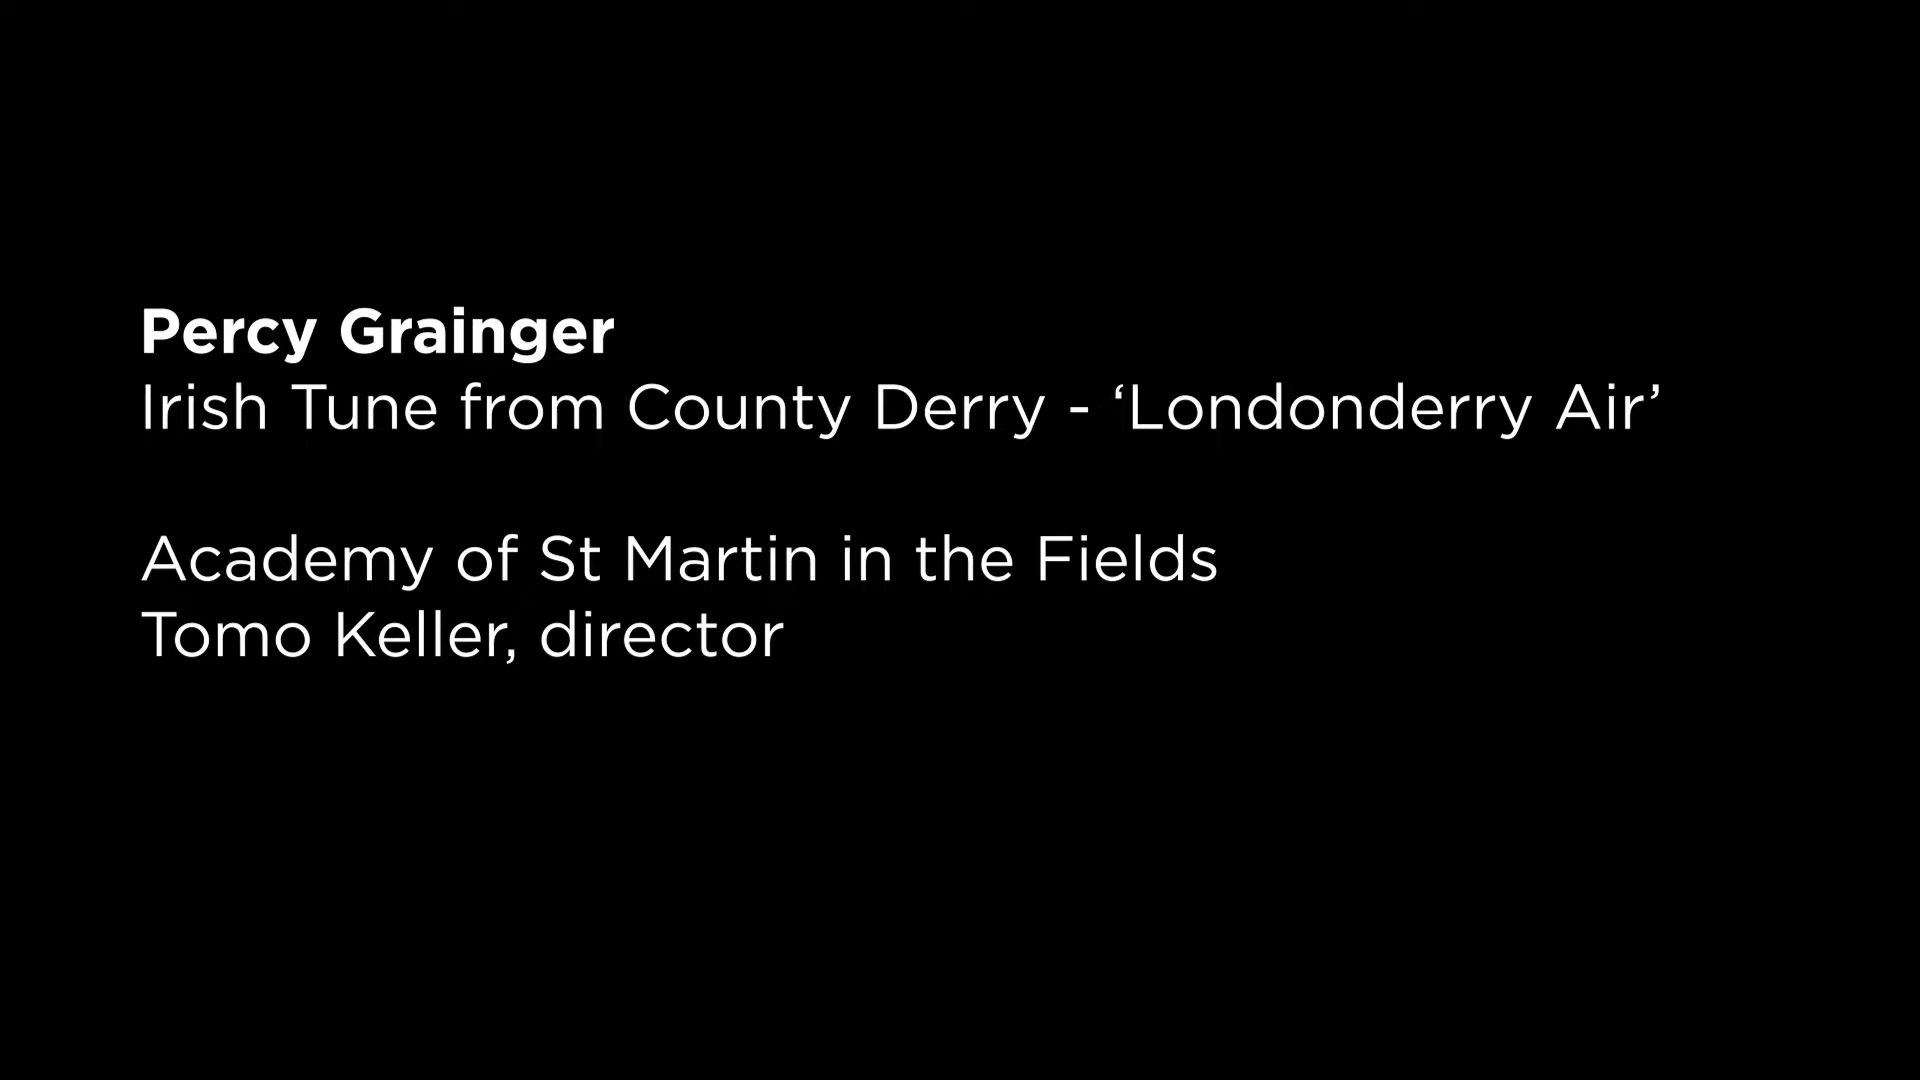 Percy Grainger
Irish Tune from County Derry - ‘Londonderry Air’
Academy of St Martin in the Fields
Tomo Keller, director